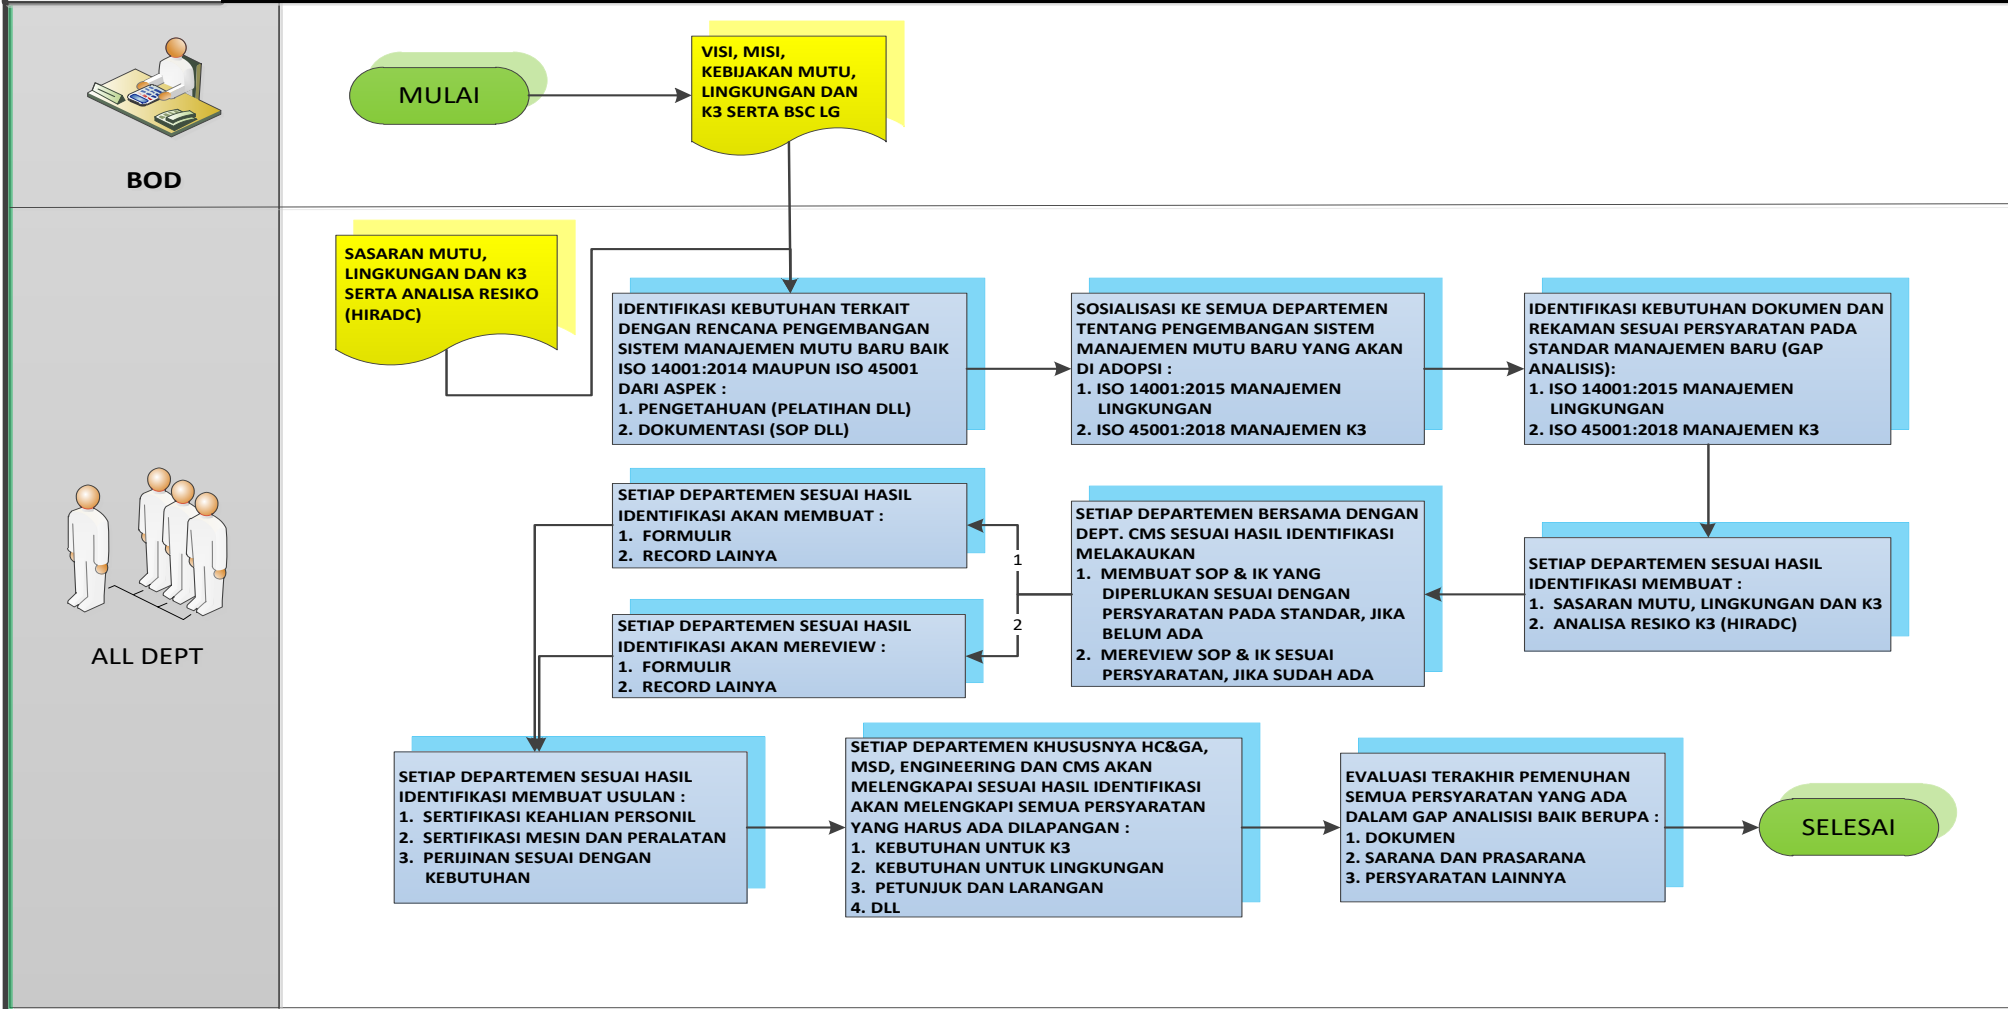 BOD
MULAI
VISI, MISI,
KEBIJAKAN MUTU,
LINGKUNGAN DAN
K3 SERTA BSC LG
ALL DEPT
SASARAN MUTU,
LINGKUNGAN DAN K3
SERTA ANALISA RESIKO
(HIRADC)
IDENTIFIKASI KEBUTUHAN TERKAIT
DENGAN RENCANA PENGEMBANGAN
SISTEM MANAJEMEN MUTU BARU BAIK
ISO 14001:2014 MAUPUN ISO 45001
DARI ASPEK :
1. PENGETAHUAN (PELATIHAN DLL)
2. DOKUMENTASI (SOP DLL)
SOSIALISASI KE SEMUA DEPARTEMEN
TENTANG PENGEMBANGAN SISTEM
MANAJEMEN MUTU BARU YANG AKAN
DI ADOPSI :
1. ISO 14001:2015 MANAJEMEN
LINGKUNGAN
2. ISO 45001:2018 MANAJEMEN K3
IDENTIFIKASI KEBUTUHAN DOKUMEN DAN
REKAMAN SESUAI PERSYARATAN PADA
STANDAR MANAJEMEN BARU (GAP
ANALISIS):
1. ISO 14001:2015 MANAJEMEN
LINGKUNGAN
2. ISO 45001:2018 MANAJEMEN K3
SETIAP DEPARTEMEN SESUAI HASIL
IDENTIFIKASI MEMBUAT :
1. SASARAN MUTU, LINGKUNGAN DAN K3
2. ANALISA RESIKO K3 (HIRADC)
SETIAP DEPARTEMEN BERSAMA DENGAN
DEPT. CMS SESUAI HASIL IDENTIFIKASI
MELAKAUKAN
1. MEMBUAT SOP & IK YANG
DIPERLUKAN SESUAI DENGAN
PERSYARATAN PADA STANDAR, JIKA
BELUM ADA
2. MEREVIEW SOP & IK SESUAI
PERSYARATAN, JIKA SUDAH ADA
1
2
SETIAP DEPARTEMEN SESUAI HASIL
IDENTIFIKASI AKAN MEMBUAT :
1. FORMULIR
2. RECORD LAINYA
SETIAP DEPARTEMEN SESUAI HASIL
IDENTIFIKASI AKAN MEREVIEW :
1. FORMULIR
2. RECORD LAINYA
SETIAP DEPARTEMEN SESUAI HASIL
IDENTIFIKASI MEMBUAT USULAN :
1. SERTIFIKASI KEAHLIAN PERSONIL
2. SERTIFIKASI MESIN DAN PERALATAN
3. PERIJINAN SESUAI DENGAN
KEBUTUHAN
SETIAP DEPARTEMEN KHUSUSNYA HC&GA,
MSD, ENGINEERING DAN CMS AKAN
MELENGKAPAI SESUAI HASIL IDENTIFIKASI
AKAN MELENGKAPI SEMUA PERSYARATAN
YANG HARUS ADA DILAPANGAN :
1. KEBUTUHAN UNTUK K3
2. KEBUTUHAN UNTUK LINGKUNGAN
3. PETUNJUK DAN LARANGAN
4. DLL
EVALUASI TERAKHIR PEMENUHAN
SEMUA PERSYARATAN YANG ADA
DALAM GAP ANALISISI BAIK BERUPA :
1. DOKUMEN
2. SARANA DAN PRASARANA
3. PERSYARATAN LAINNYA
SELESAI